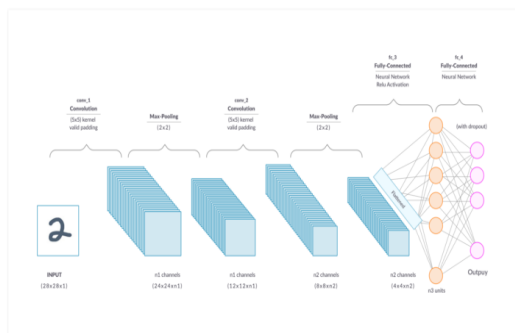 fc_3
Fully-Connected
Neural Network
Relu Activation
fc_4
Fully-Connected
Neural Network
conv_1
Convolution
(5x5) kernel
valid padding
Max-Pooling
(2x2)
conv_2
Convolution
(5x5) kernel
valid padding
Max-Pooling
(2x2)
(with dropout)
2
Flattened
INPUT
(28x28x1)
n1 channels
(24x24xn1)
n1 channels
(12x12xn1)
n2 channels
(8x8xn2)
n2 channels
(4x4xn2)
n3 units
Outpuy